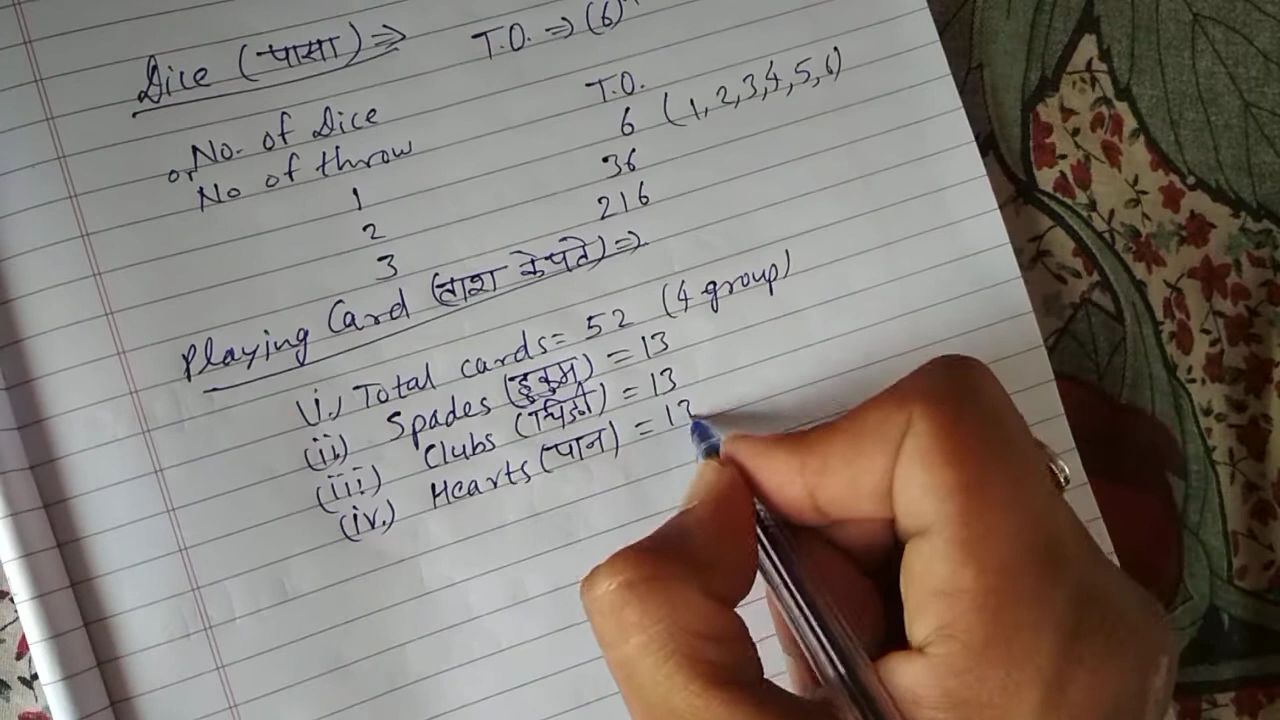 Dice (पासा) ⇒ T.O. ⇒ (6)ⁿ
No. of Dice T.O.
or No of throw
1 6 (1,2,3,4,5,6)
2 36
3 216
Playing Card (ताश के पते) ⇒
(i.) Total cards = 52 (4 group)
(ii) Spades (हुकुम) = 13
(iii) Clubs (चिड़ी) = 13
(iv.) Hearts (पान) = 13